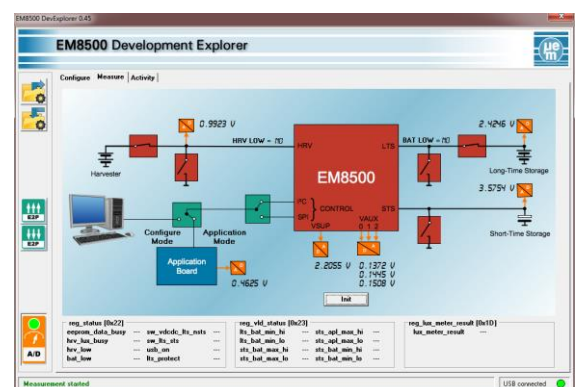 EM8500 DevExplorer 0.45
EM8500 Development Explorer
μem
Configure Measure Activity
0.9923 V
2.4246 V
HRV LOW = NO
HRV
LTS
BAT LOW = NO
Harvester
Long-Time Storage
EM8500
3.5754 V
I²C
SPI
CONTROL
STS
VSUP
VAUX
0 1 2
Configure Mode
Application Mode
Short-Time Storage
Application Board
0.4625 V
2.2055 V
0.1372 V
0.1445 V
0.1508 V
Init
E2P
E2P
A/D
reg_status [0x22]
eeprom_data_busy --- sw_vdcdc_lts_nsts ---
hrv_lux_busy --- sw_lts_sts ---
hrv_low --- usb_on ---
bat_low --- lts_protect ---
reg_vld_status [0x23]
lts_bat_min_hi --- sts_apl_max_hi ---
lts_bat_min_lo --- sts_apl_max_lo ---
sts_bat_max_hi --- sts_bat_min_hi ---
sts_bat_max_lo --- sts_bat_min_lo ---
reg_lux_meter_result [0x1D]
lux_meter_result ---
Measurement started
USB connected